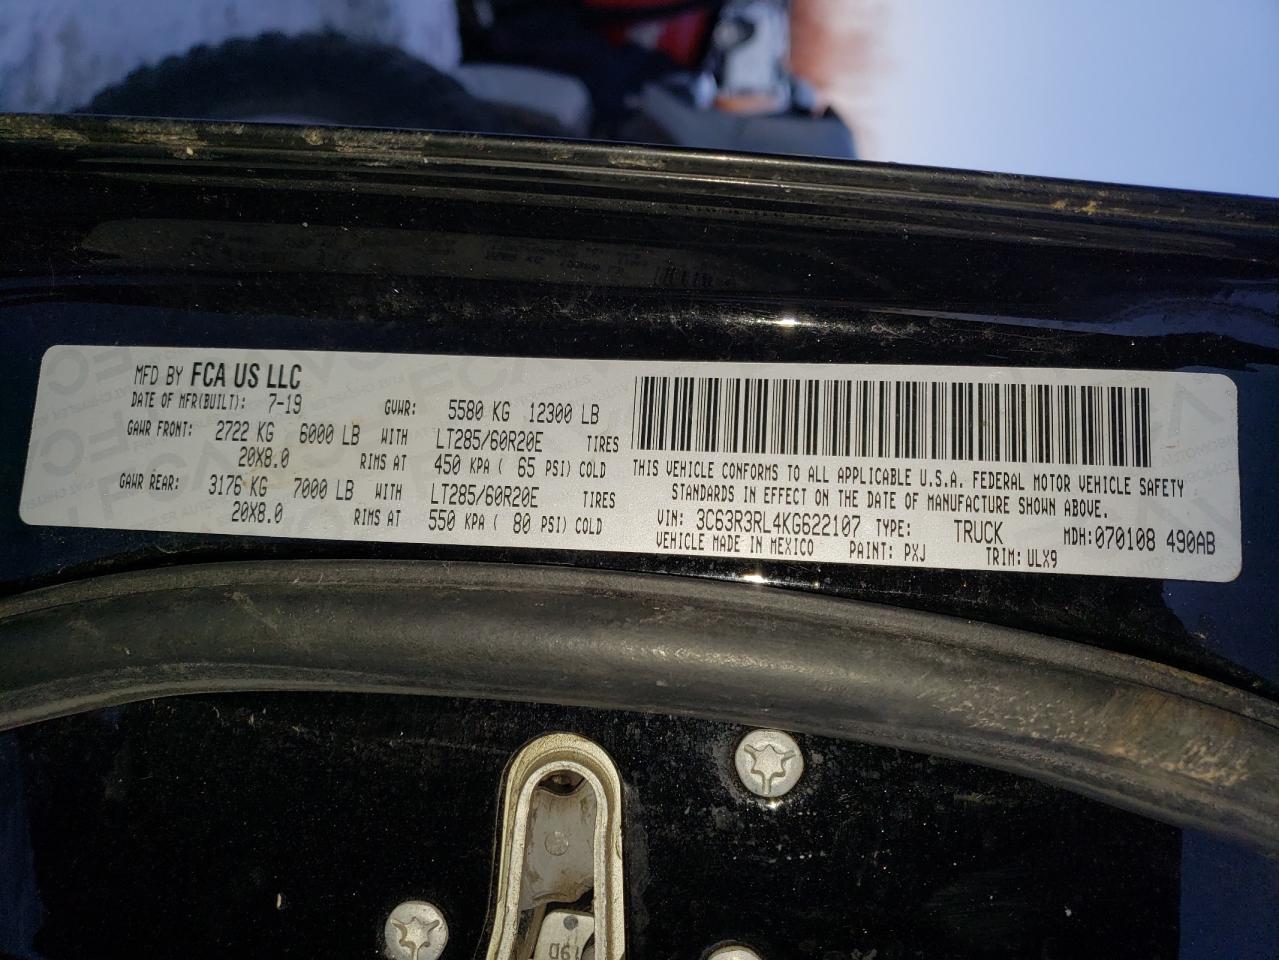 MFD BY FCA US LLC
DATE OF MFR(BUILT): 7-19 GVWR: 5580 KG 12300 LB
GAWR FRONT: 2722 KG 6000 LB WITH LT285/60R20E TIRES
20X8.0 RIMS AT 450 KPA ( 65 PSI) COLD
GAWR REAR: 3176 KG 7000 LB WITH LT285/60R20E TIRES
20X8.0 RIMS AT 550 KPA ( 80 PSI) COLD
THIS VEHICLE CONFORMS TO ALL APPLICABLE U.S.A. FEDERAL MOTOR VEHICLE SAFETY
STANDARDS IN EFFECT ON THE DATE OF MANUFACTURE SHOWN ABOVE.
VIN: 3C63R3RL4KG622107 TYPE: TRUCK MDH:070108 490AB
VEHICLE MADE IN MEXICO PAINT: PXJ TRIM: ULX9